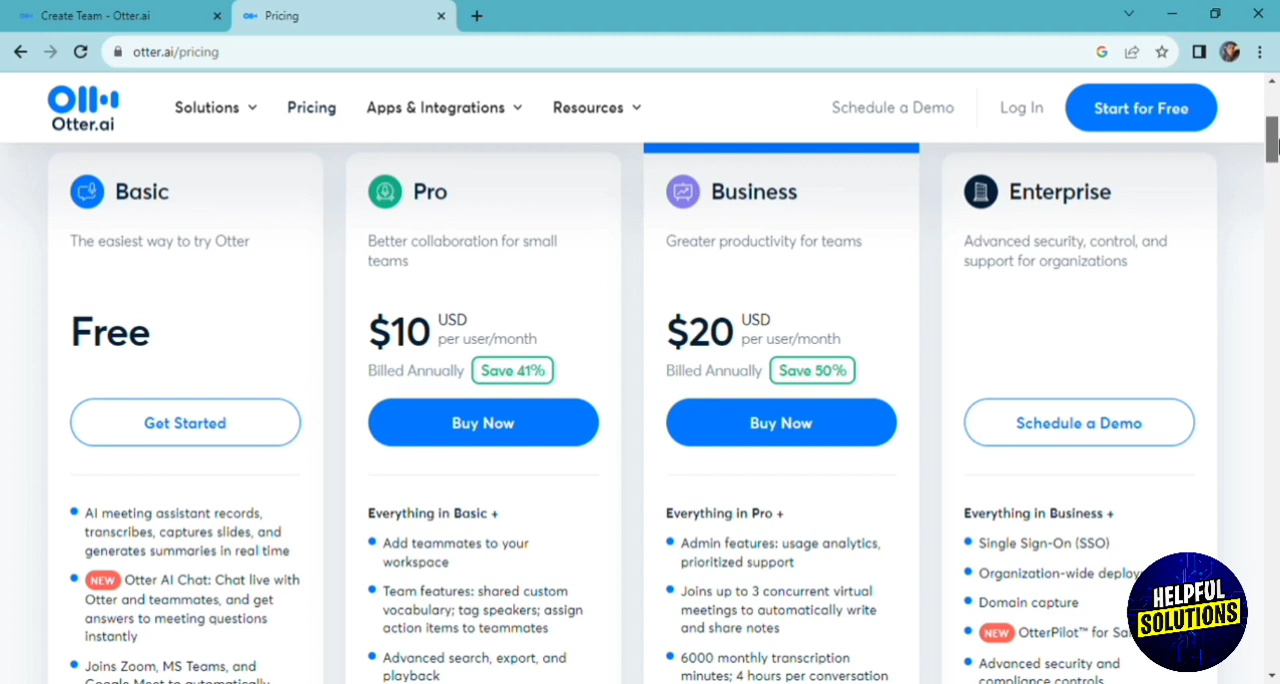 Create Team - Otter.ai
Pricing
otter.ai/pricing
Otter.ai
Solutions
Pricing
Apps & Integrations
Resources
Schedule a Demo
Log In
Start for Free
Basic
The easiest way to try Otter
Free
Get Started
AI meeting assistant records,
transcribes, captures slides, and
generates summaries in real time
NEW Otter AI Chat: Chat live with
Otter and teammates, and get
answers to meeting questions
instantly
Joins Zoom, MS Teams, and
Google Meet to automatically
Pro
Better collaboration for small
teams
$10 USD
per user/month
Billed Annually Save 41%
Buy Now
Everything in Basic +
Add teammates to your
workspace
Team features: shared custom
vocabulary; tag speakers; assign
action items to teammates
Advanced search, export, and
playback
Business
Greater productivity for teams
$20 USD
per user/month
Billed Annually Save 50%
Buy Now
Everything in Pro +
Admin features: usage analytics,
prioritized support
Joins up to 3 concurrent virtual
meetings to automatically write
and share notes
6000 monthly transcription
minutes; 4 hours per conversation
Enterprise
Advanced security, control, and
support for organizations
Schedule a Demo
Everything in Business +
Single Sign-On (SSO)
Organization-wide deploy
Domain capture
NEW OtterPilot™ for Sa
Advanced security and
compliance controls
HELPFUL
SOLUTIONS